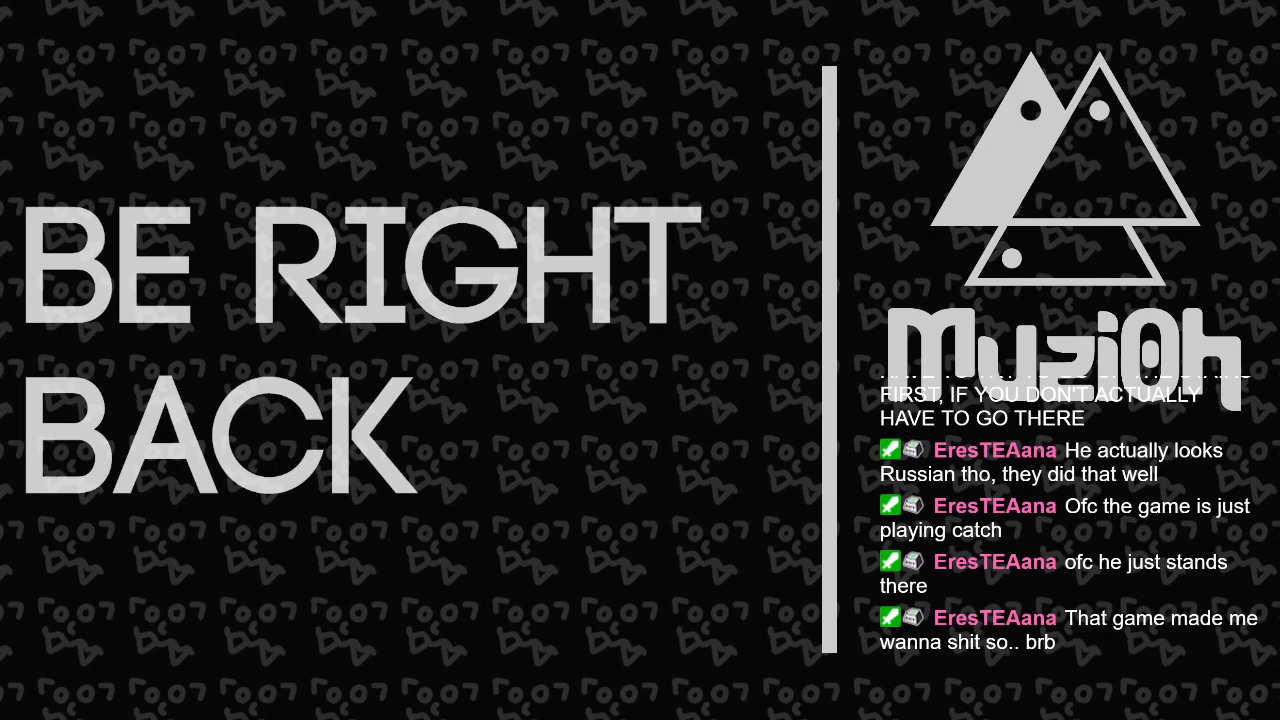 BE RIGHT
BACK
MuziOh
FIRST, IF YOU DON'T ACTUALLY
HAVE TO GO THERE
EresTEAana He actually looks
Russian tho, they did that well
EresTEAana Ofc the game is just
playing catch
EresTEAana ofc he just stands
there
EresTEAana That game made me
wanna shit so.. brb